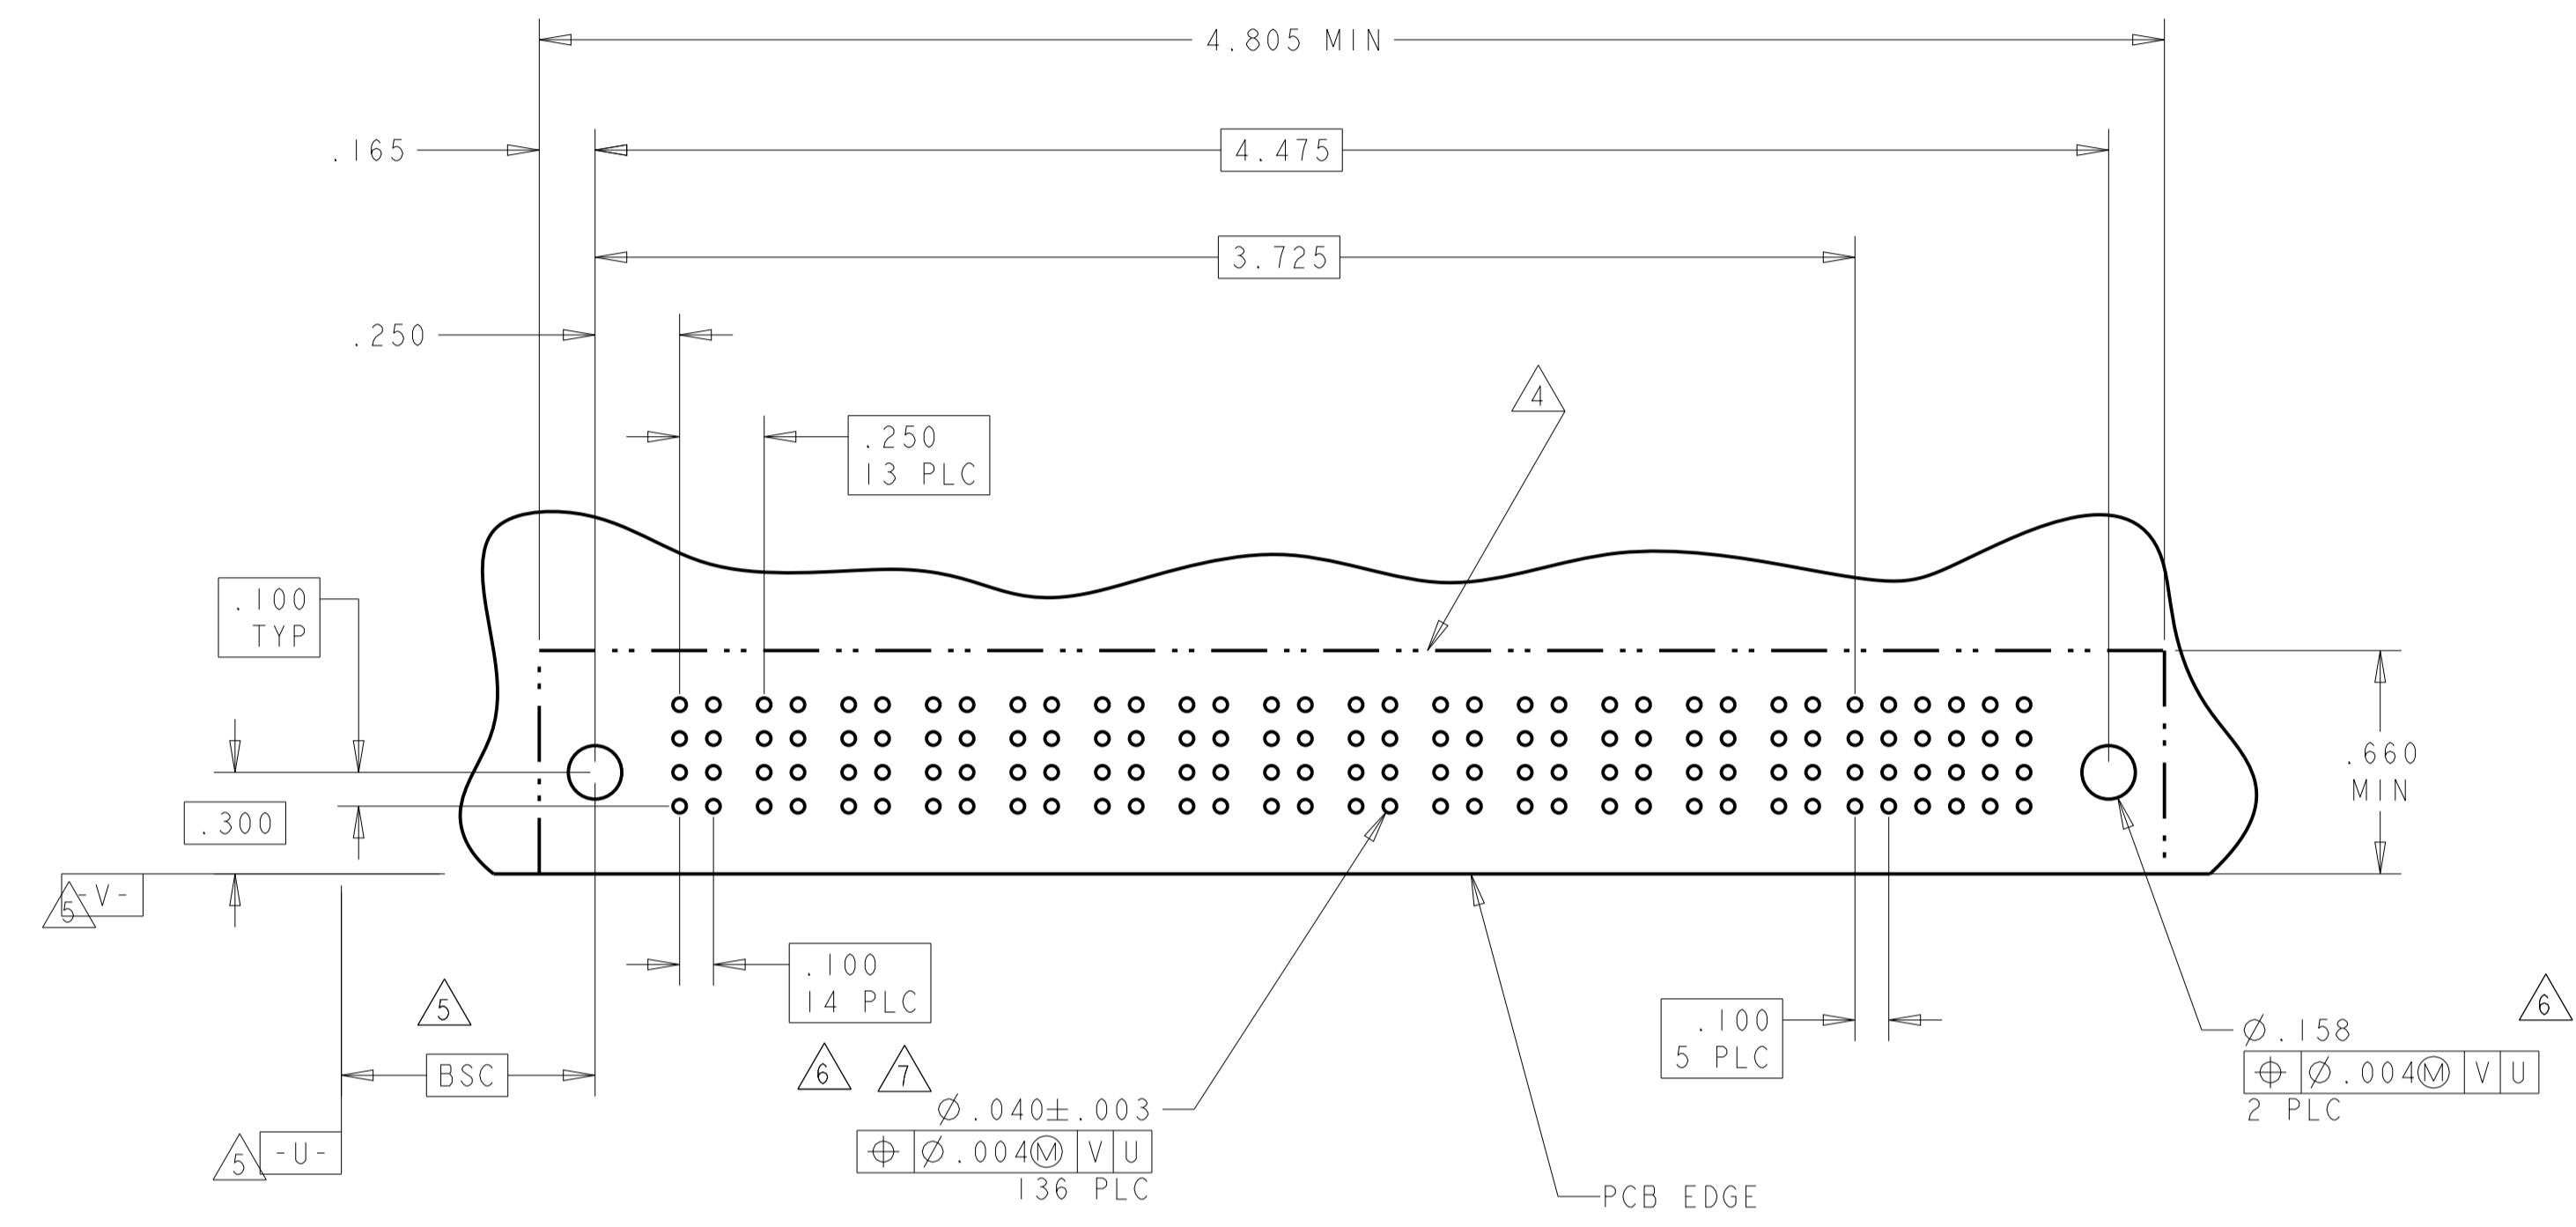 4.805 MIN
.165
4.475
3.725
.250
4
.250
13 PLC
.100
TYP
.660
MIN
.300
-V-
5
.100
14 PLC
5
6
.100
5 PLC
Ø.158
⌖ Ø.004Ⓜ V U
2 PLC
BSC
6 7
Ø.040±.003
⌖ Ø.004Ⓜ V U
136 PLC
-U-
5
PCB EDGE